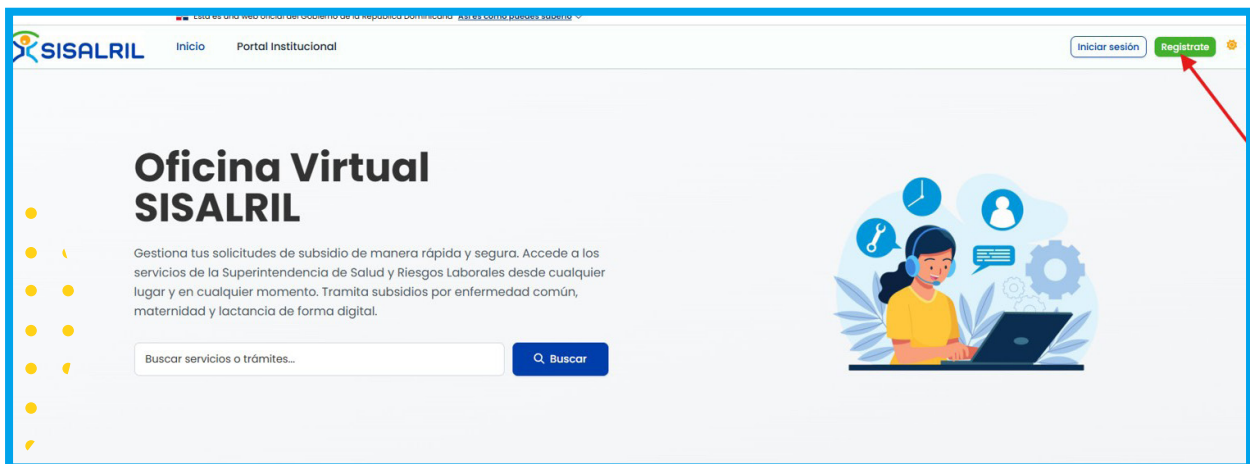 Esta es una web oficial del Gobierno de la República Dominicana Así es como puedes saberlo
SISALRIL
Inicio
Portal Institucional
Iniciar sesión
Registrate
Oficina Virtual
SISALRIL
Gestiona tus solicitudes de subsidio de manera rápida y segura. Accede a los
servicios de la Superintendencia de Salud y Riesgos Laborales desde cualquier
lugar y en cualquier momento. Tramita subsidios por enfermedad común,
maternidad y lactancia de forma digital.
Buscar servicios o trámites...
Buscar